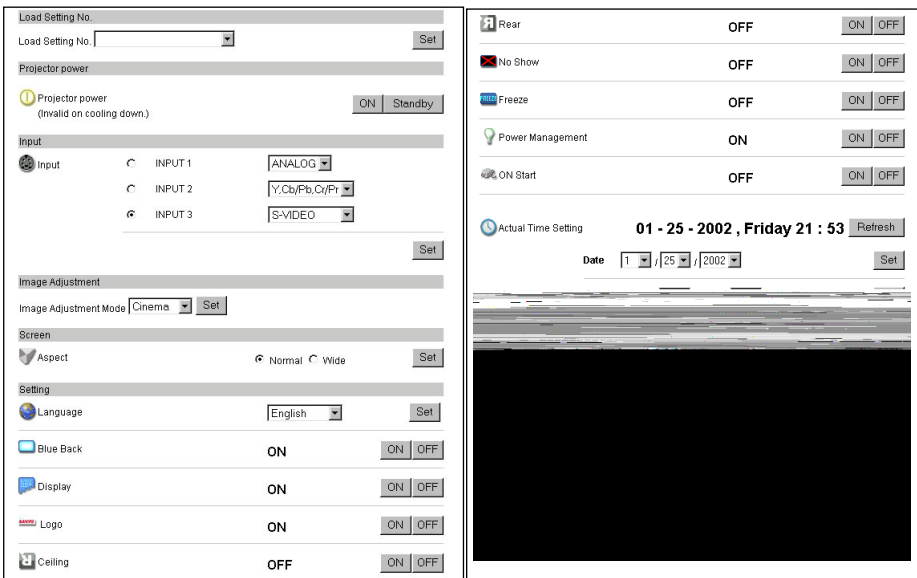 Load Setting No.
Load Setting No. Set
Projector power
Projector power ON Standby
(Invalid on cooling down.)
Input
Input INPUT 1 ANALOG
INPUT 2 Y,Cb/Pb,Cr/Pr
INPUT 3 S-VIDEO
Set
Image Adjustment
Image Adjustment Mode Cinema Set
Screen
Aspect Normal Wide Set
Setting
Language English Set
Blue Back ON ON OFF
Display ON ON OFF
SANYO Logo ON ON OFF
Ceiling OFF ON OFF
Rear OFF ON OFF
No Show OFF ON OFF
FREEZE Freeze OFF ON OFF
Power Management ON ON OFF
ON Start OFF ON OFF
Actual Time Setting 01 - 25 - 2002 , Friday 21 : 53 Refresh
Date 1 / 25 / 2002 Set